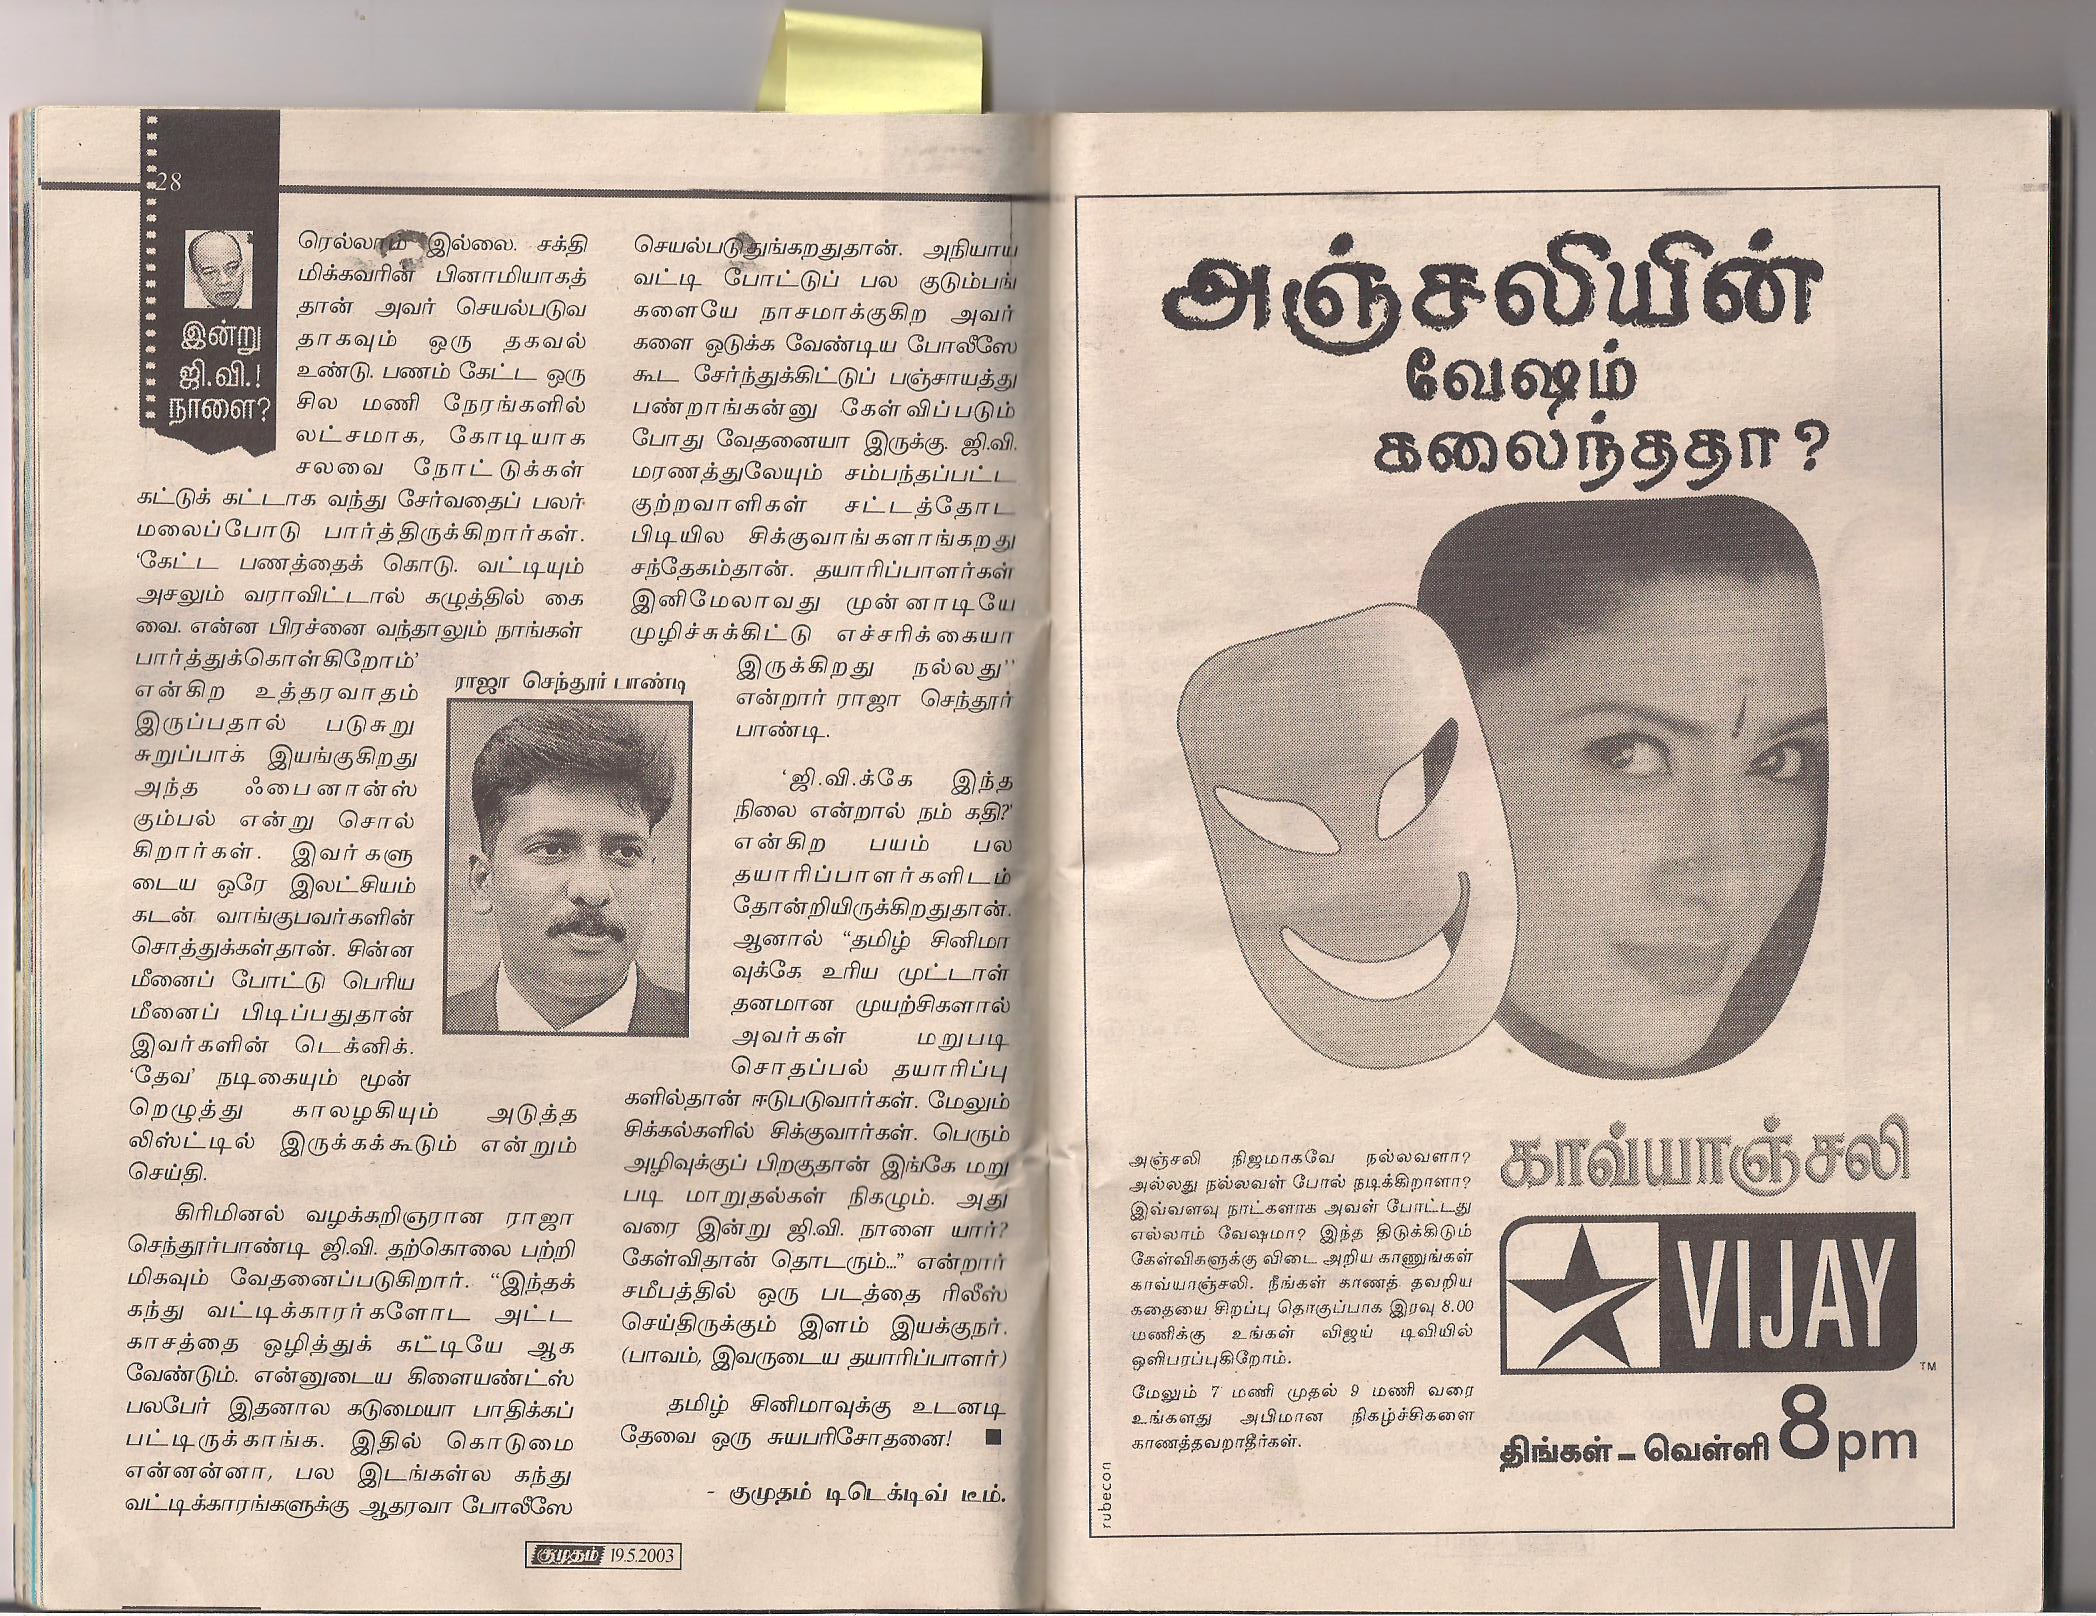 28
இன்று
ஜி.வி.!
நாளை?
ரெல்லாம் இல்லை. சக்தி
மிக்கவரின் பினாமியாகத்
தான் அவர் செயல்படுவ
தாகவும் ஒரு தகவல்
உண்டு. பணம் கேட்ட ஒரு
சில மணி நேரங்களில்
லட்சமாக, கோடியாக
சலவை நோட்டுக்கள்
கட்டுக் கட்டாக வந்து சேர்வதைப் பலர்
மலைப்போடு பார்த்திருக்கிறார்கள்.
'கேட்ட பணத்தைக் கொடு. வட்டியும்
அசலும் வராவிட்டால் கழுத்தில் கை
வை. என்ன பிரச்னை வந்தாலும் நாங்கள்
பார்த்துக்கொள்கிறோம்'
என்கிற உத்தரவாதம்
இருப்பதால் படுசுறு
சுறுப்பாக் இயங்குகிறது
அந்த ஃபைனான்ஸ்
கும்பல் என்று சொல்
கிறார்கள். இவர்களு
டைய ஒரே இலட்சியம்
கடன் வாங்குபவர்களின்
சொத்துக்கள்தான். சின்ன
மீனைப் போட்டு பெரிய
மீனைப் பிடிப்பதுதான்
இவர்களின் டெக்னிக்.
'தேவ' நடிகையும் மூன்
றெழுத்து காலழகியும் அடுத்த
லிஸ்ட்டில் இருக்கக்கூடும் என்றும்
செய்தி.
கிரிமினல் வழக்கறிஞரான ராஜா
செந்தூர்பாண்டி ஜி.வி. தற்கொலை பற்றி
மிகவும் வேதனைப்படுகிறார். "இந்தக்
கந்து வட்டிக்காரர்களோட அட்ட
காசத்தை ஒழித்துக் கட்டியே ஆக
வேண்டும். என்னுடைய கிளையண்ட்ஸ்
பலபேர் இதனால கடுமையா பாதிக்கப்
பட்டிருக்காங்க. இதில் கொடுமை
என்னன்னா, பல இடங்கள்ல கந்து
வட்டிக்காரங்களுக்கு ஆதரவா போலீஸே
ராஜா செந்தூர் பாண்டி
செயல்படுதுங்கறதுதான். அநியாய
வட்டி போட்டுப் பல குடும்பங்
களையே நாசமாக்குகிற அவர்
களை ஒடுக்க வேண்டிய போலீஸே
கூட சேர்ந்துக்கிட்டுப் பஞ்சாயத்து
பண்றாங்கன்னு கேள்விப்படும்
போது வேதனையா இருக்கு. ஜி.வி.
மரணத்துலேயும் சம்பந்தப்பட்ட
குற்றவாளிகள் சட்டத்தோட
பிடியில சிக்குவாங்களாங்கறது
சந்தேகம்தான். தயாரிப்பாளர்கள்
இனிமேலாவது முன்னாடியே
முழிச்சுக்கிட்டு எச்சரிக்கையா
இருக்கிறது நல்லது''
என்றார் ராஜா செந்தூர்
பாண்டி.
'ஜி.வி.க்கே இந்த
நிலை என்றால் நம் கதி?'
என்கிற பயம் பல
தயாரிப்பாளர்களிடம்
தோன்றியிருக்கிறதுதான்.
ஆனால் "தமிழ் சினிமா
வுக்கே உரிய முட்டாள்
தனமான முயற்சிகளால்
அவர்கள் மறுபடி
சொதப்பல் தயாரிப்பு
களில்தான் ஈடுபடுவார்கள். மேலும்
சிக்கல்களில் சிக்குவார்கள். பெரும்
அழிவுக்குப் பிறகுதான் இங்கே மறு
படி மாறுதல்கள் நிகழும். அது
வரை இன்று ஜி.வி. நாளை யார்?
கேள்விதான் தொடரும்..." என்றார்
சமீபத்தில் ஒரு படத்தை ரிலீஸ்
செய்திருக்கும் இளம் இயக்குநர்.
(பாவம், இவருடைய தயாரிப்பாளர்)
தமிழ் சினிமாவுக்கு உடனடி
தேவை ஒரு சுயபரிசோதனை! ■
- குமுதம் டிடெக்டிவ் டீம்.
குமுதம் 19.5.2003
அஞ்சலியின்
வேஷம்
கலைந்ததா?
காவ்யாஞ்சலி
அஞ்சலி நிஜமாகவே நல்லவளா?
அல்லது நல்லவள் போல் நடிக்கிறாளா?
இவ்வளவு நாட்களாக அவள் போட்டது
எல்லாம் வேஷமா? இந்த திடுக்கிடும்
கேள்விகளுக்கு விடை அறிய காணுங்கள்
காவ்யாஞ்சலி. நீங்கள் காணத் தவறிய
கதையை சிறப்பு தொகுப்பாக இரவு 8.00
மணிக்கு உங்கள் விஜய் டிவியில்
ஒளிபரப்புகிறோம்.
மேலும் 7 மணி முதல் 9 மணி வரை
உங்களது அபிமான நிகழ்ச்சிகளை
காணத்தவறாதீர்கள்.
VIJAY
TM
திங்கள் – வெள்ளி 8pm
rubecon